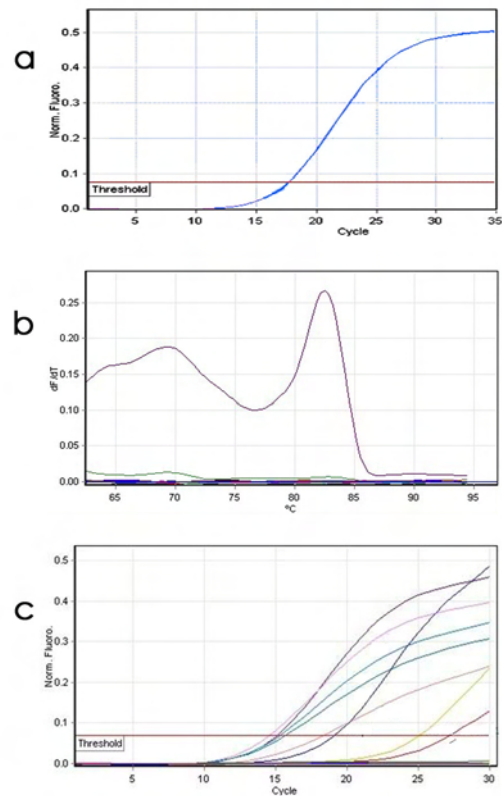 a
Norm. Fluoro.
0.5
0.4
0.3
0.2
0.1
0.0
Threshold
5 10 15 20 25 30 35
Cycle
b
dF/dT
0.25
0.20
0.15
0.10
0.05
0.00
65 70 75 80 85 90 95
°C
c
Norm. Fluoro.
0.5
0.4
0.3
0.2
0.1
0.0
Threshold
5 10 15 20 25 30
Cycle